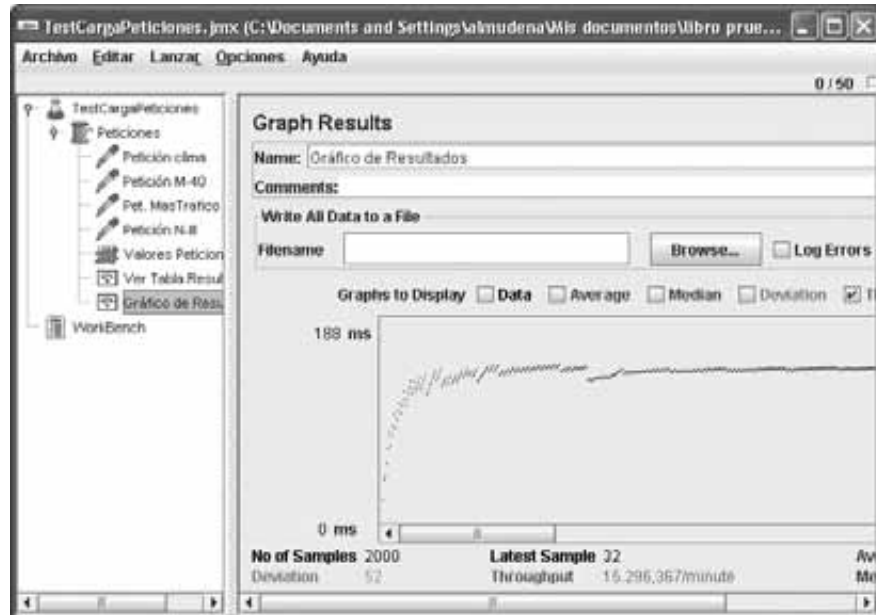 TestCargaPeticiones.jmx (C:\Documents and Settings\almudena\Mis documentos\libro prue...
Archivo Editar Lanzar Opciones Ayuda
0 / 50
TestCargaPeticiones
Peticiones
Petición clima
Petición M-40
Pet. MasTrafico
Petición N-II
Valores Peticion
Ver Tabla Resul
Gráfico de Resu
WorkBench
Graph Results
Name: Gráfico de Resultados
Comments:
Write All Data to a File
Filename Browse... Log Errors
Graphs to Display Data Average Median Deviation T
188 ms
0 ms
No of Samples 2000 Latest Sample 32 Av
Deviation 52 Throughput 16.296,367/minute Me